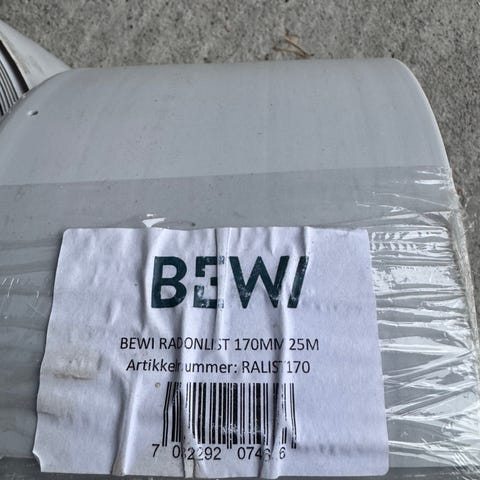 BEWI
BEWI RADONLIST 170MM 25M
Artikkelnummer: RALIST170